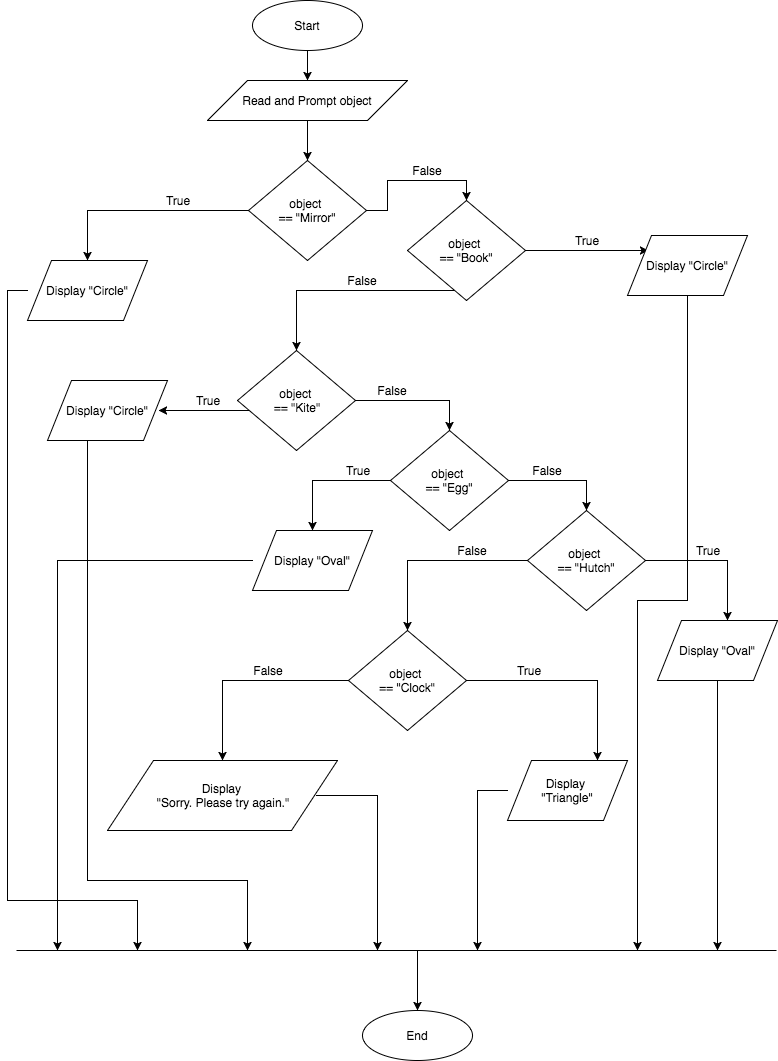 Start
Read and Prompt object
False
True
object
== "Mirror"
object
== "Book"
True
Display "Circle"
Display "Circle"
False
object
== "Kite"
False
True
Display "Circle"
True
object
== "Egg"
False
Display "Oval"
False
object
== "Hutch"
True
Display "Oval"
False
object
== "Clock"
True
Display
"Sorry. Please try again."
Display
"Triangle"
End